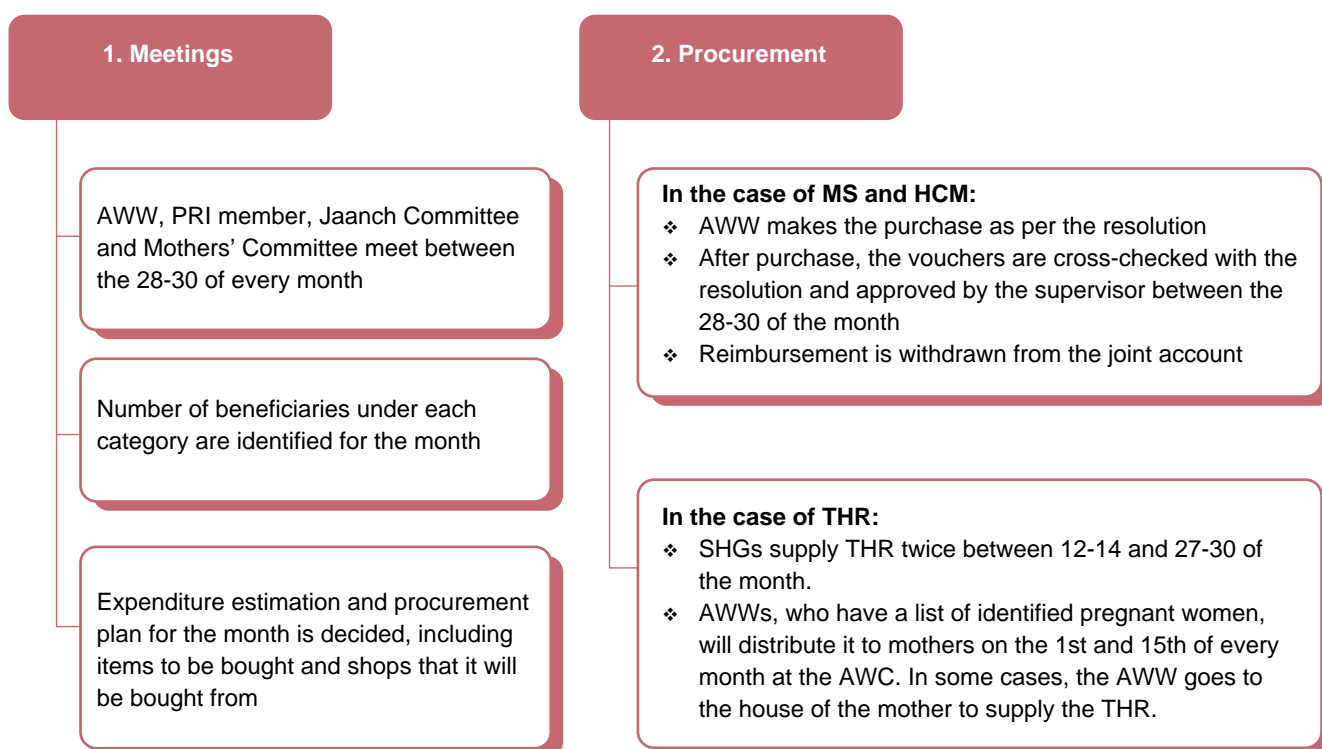 1. Meetings
AWW, PRI member, Jaanch Committee
and Mothers’ Committee meet between
the 28-30 of every month
Number of beneficiaries under each
category are identified for the month
Expenditure estimation and procurement
plan for the month is decided, including
items to be bought and shops that it will
be bought from
2. Procurement
In the case of MS and HCM:
❖ AWW makes the purchase as per the resolution
❖ After purchase, the vouchers are cross-checked with the
resolution and approved by the supervisor between the
28-30 of the month
❖ Reimbursement is withdrawn from the joint account
In the case of THR:
❖ SHGs supply THR twice between 12-14 and 27-30 of
the month.
❖ AWWs, who have a list of identified pregnant women,
will distribute it to mothers on the 1st and 15th of every
month at the AWC. In some cases, the AWW goes to
the house of the mother to supply the THR.